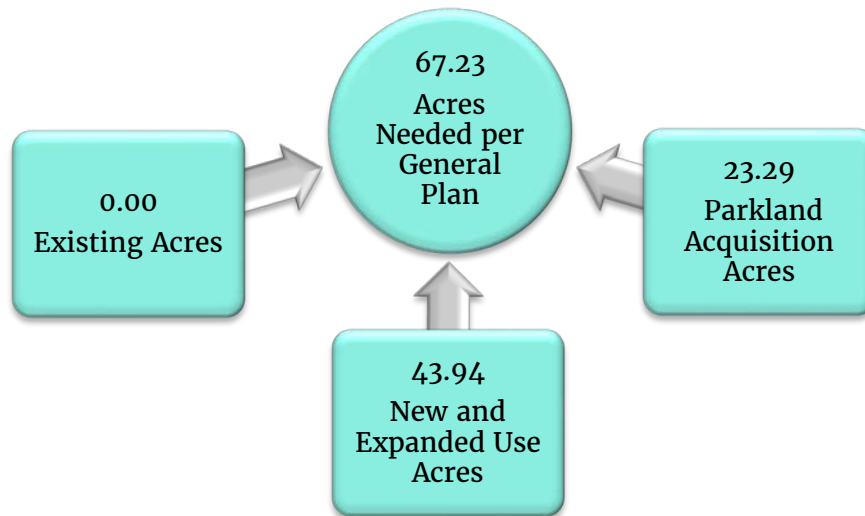 67.23
Acres
Needed per
General
Plan
0.00
Existing Acres
23.29
Parkland
Acquisition
Acres
43.94
New and
Expanded Use
Acres